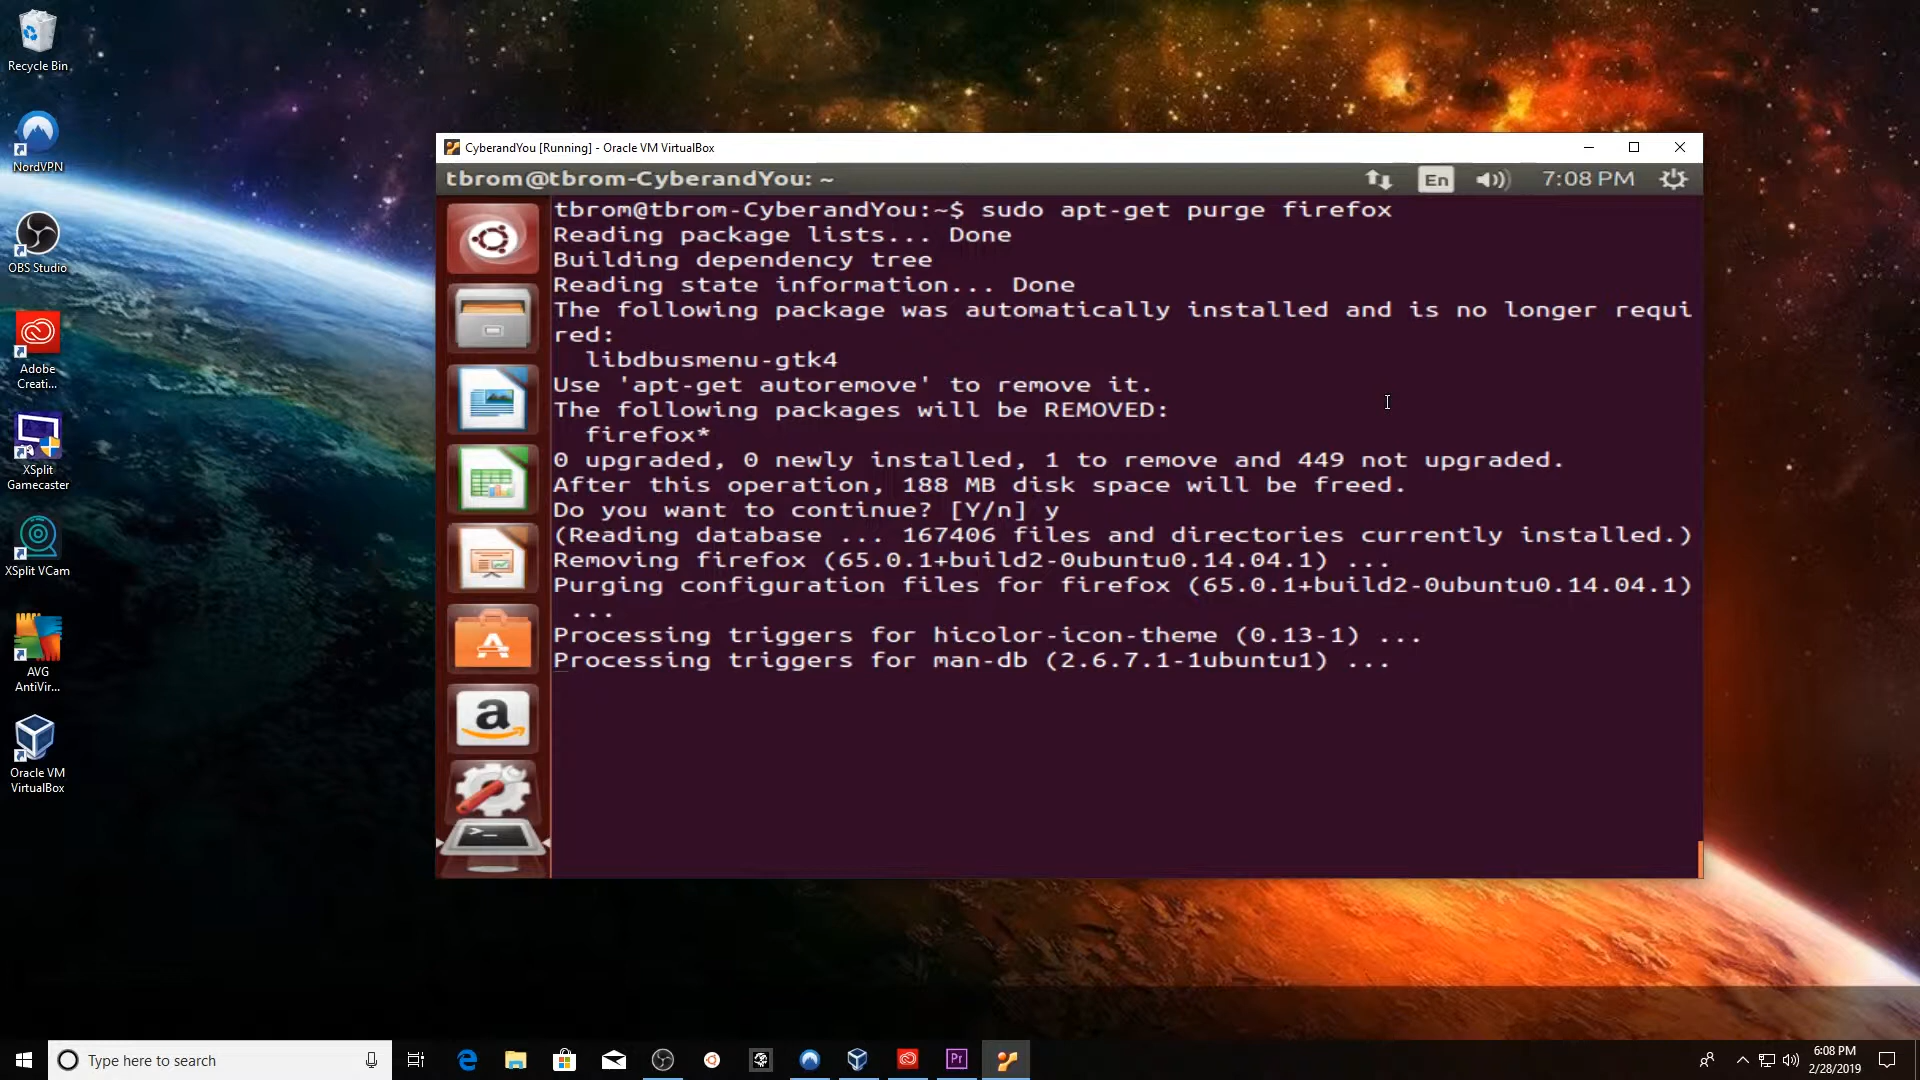 Recycle Bin
NordVPN
OBS Studio
Adobe
Creati...
XSplit
Gamecaster
XSplit VCam
AVG
AntiVir...
Oracle VM
VirtualBox
CyberandYou [Running] - Oracle VM VirtualBox
tbrom@tbrom-CyberandYou: ~
En
7:08 PM
tbrom@tbrom-CyberandYou:~$ sudo apt-get purge firefox
Reading package lists... Done
Building dependency tree
Reading state information... Done
The following package was automatically installed and is no longer requi
red:
libdbusmenu-gtk4
Use 'apt-get autoremove' to remove it.
The following packages will be REMOVED:
firefox*
0 upgraded, 0 newly installed, 1 to remove and 449 not upgraded.
After this operation, 188 MB disk space will be freed.
Do you want to continue? [Y/n] y
(Reading database ... 167406 files and directories currently installed.)
Removing firefox (65.0.1+build2-0ubuntu0.14.04.1) ...
Purging configuration files for firefox (65.0.1+build2-0ubuntu0.14.04.1)
...
Processing triggers for hicolor-icon-theme (0.13-1) ...
Processing triggers for man-db (2.6.7.1-1ubuntu1) ...
A
a
>_
Type here to search
Pr
6:08 PM
2/28/2019